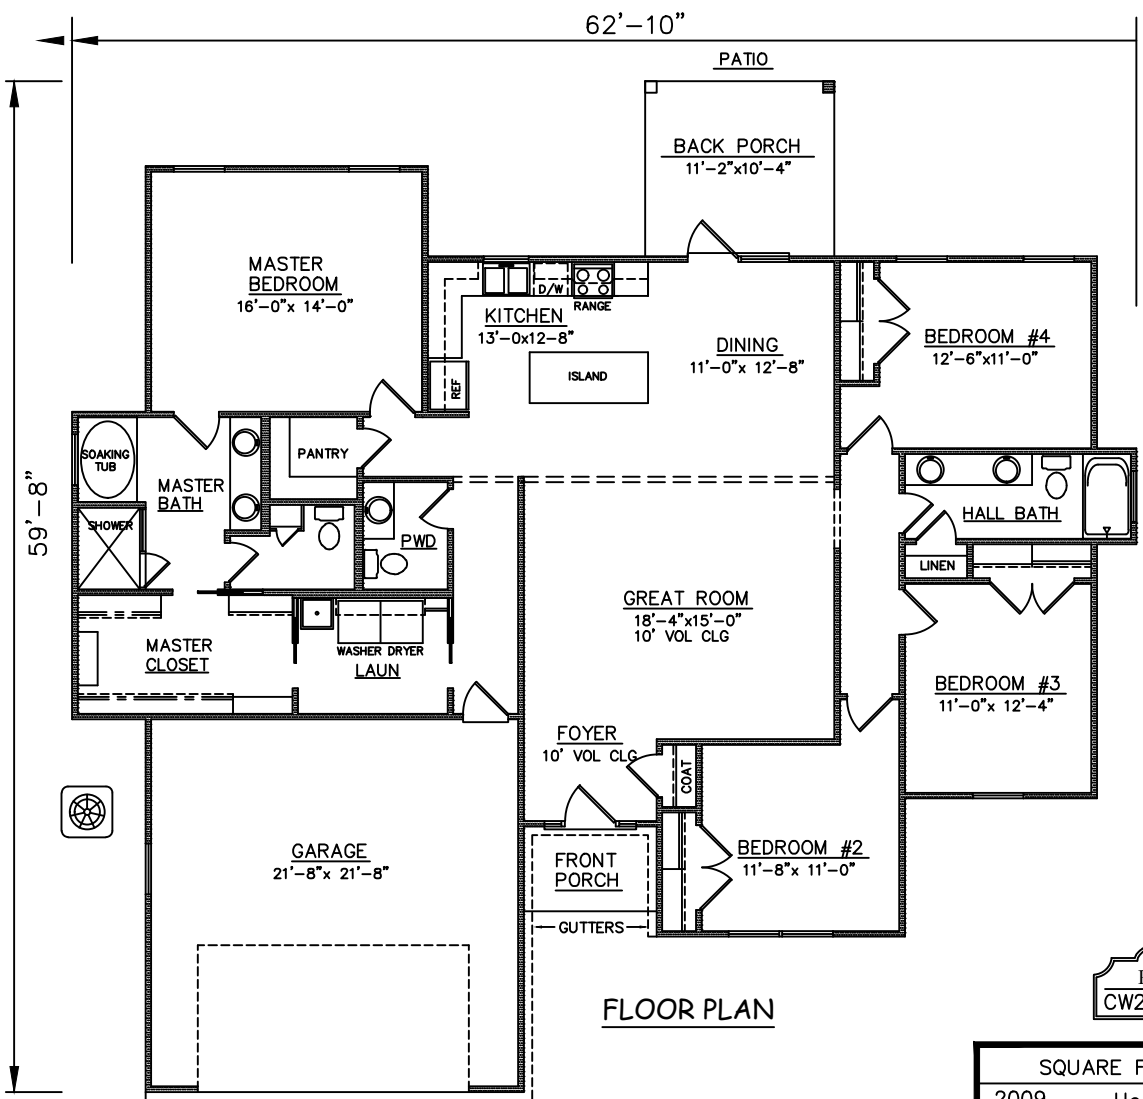 62'-10"
PATIO
BACK PORCH
11'-2"x10'-4"
MASTER
BEDROOM
16'-0"x 14'-0"
D/W
RANGE
KITCHEN
13'-0x12-8"
REF
ISLAND
DINING
11'-0"x 12'-8"
BEDROOM #4
12'-6"x11'-0"
59'-8"
SOAKING
TUB
MASTER
BATH
PANTRY
SHOWER
PWD
HALL BATH
LINEN
GREAT ROOM
18'-4"x15'-0"
10' VOL CLG
MASTER
CLOSET
WASHER DRYER
LAUN
BEDROOM #3
11'-0"x 12'-4"
FOYER
10' VOL CLG
COAT
GARAGE
21'-8"x 21'-8"
FRONT
PORCH
BEDROOM #2
11'-8"x 11'-0"
GUTTERS
FLOOR PLAN
CW2
SQUARE F
2009